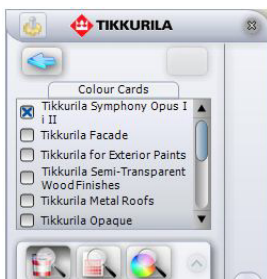 TIKKURILA
Colour Cards
Tikkurila Symphony Opus I
i II
Tikkurila Facade
Tikkurila for Exterior Paints
Tikkurila Semi-Transparent
WoodFinishes
Tikkurila Metal Roofs
Tikkurila Opaque